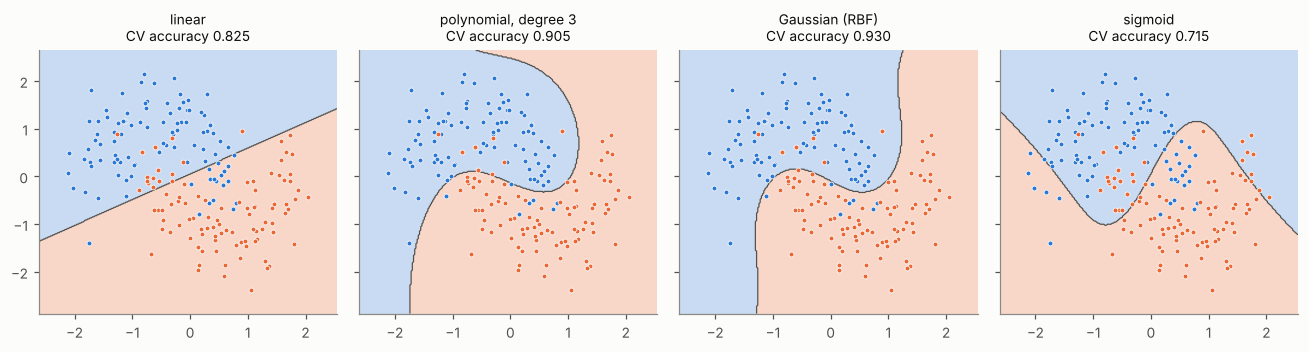 linear
CV accuracy 0.825
polynomial, degree 3
CV accuracy 0.905
Gaussian (RBF)
CV accuracy 0.930
sigmoid
CV accuracy 0.715
2
1
0
−1
−2
−2 −1 0 1 2
−2 −1 0 1 2
−2 −1 0 1 2
−2 −1 0 1 2